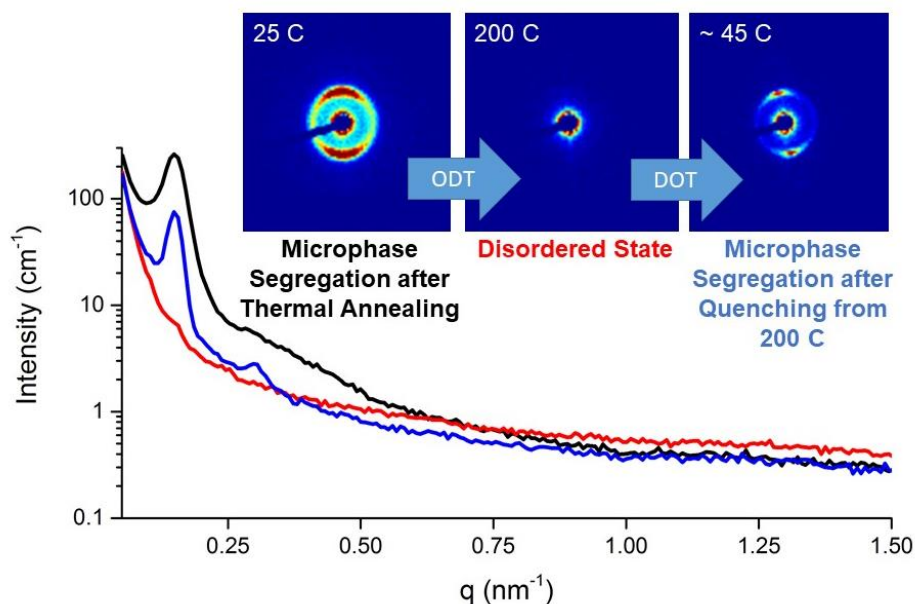 25 C
200 C
~ 45 C
ODT
DOT
Microphase
Segregation after
Thermal Annealing
Disordered State
Microphase
Segregation after
Quenching from
200 C
Intensity (cm⁻¹)
100
10
1
0.1
0.25
0.50
0.75
1.00
1.25
1.50
q (nm⁻¹)